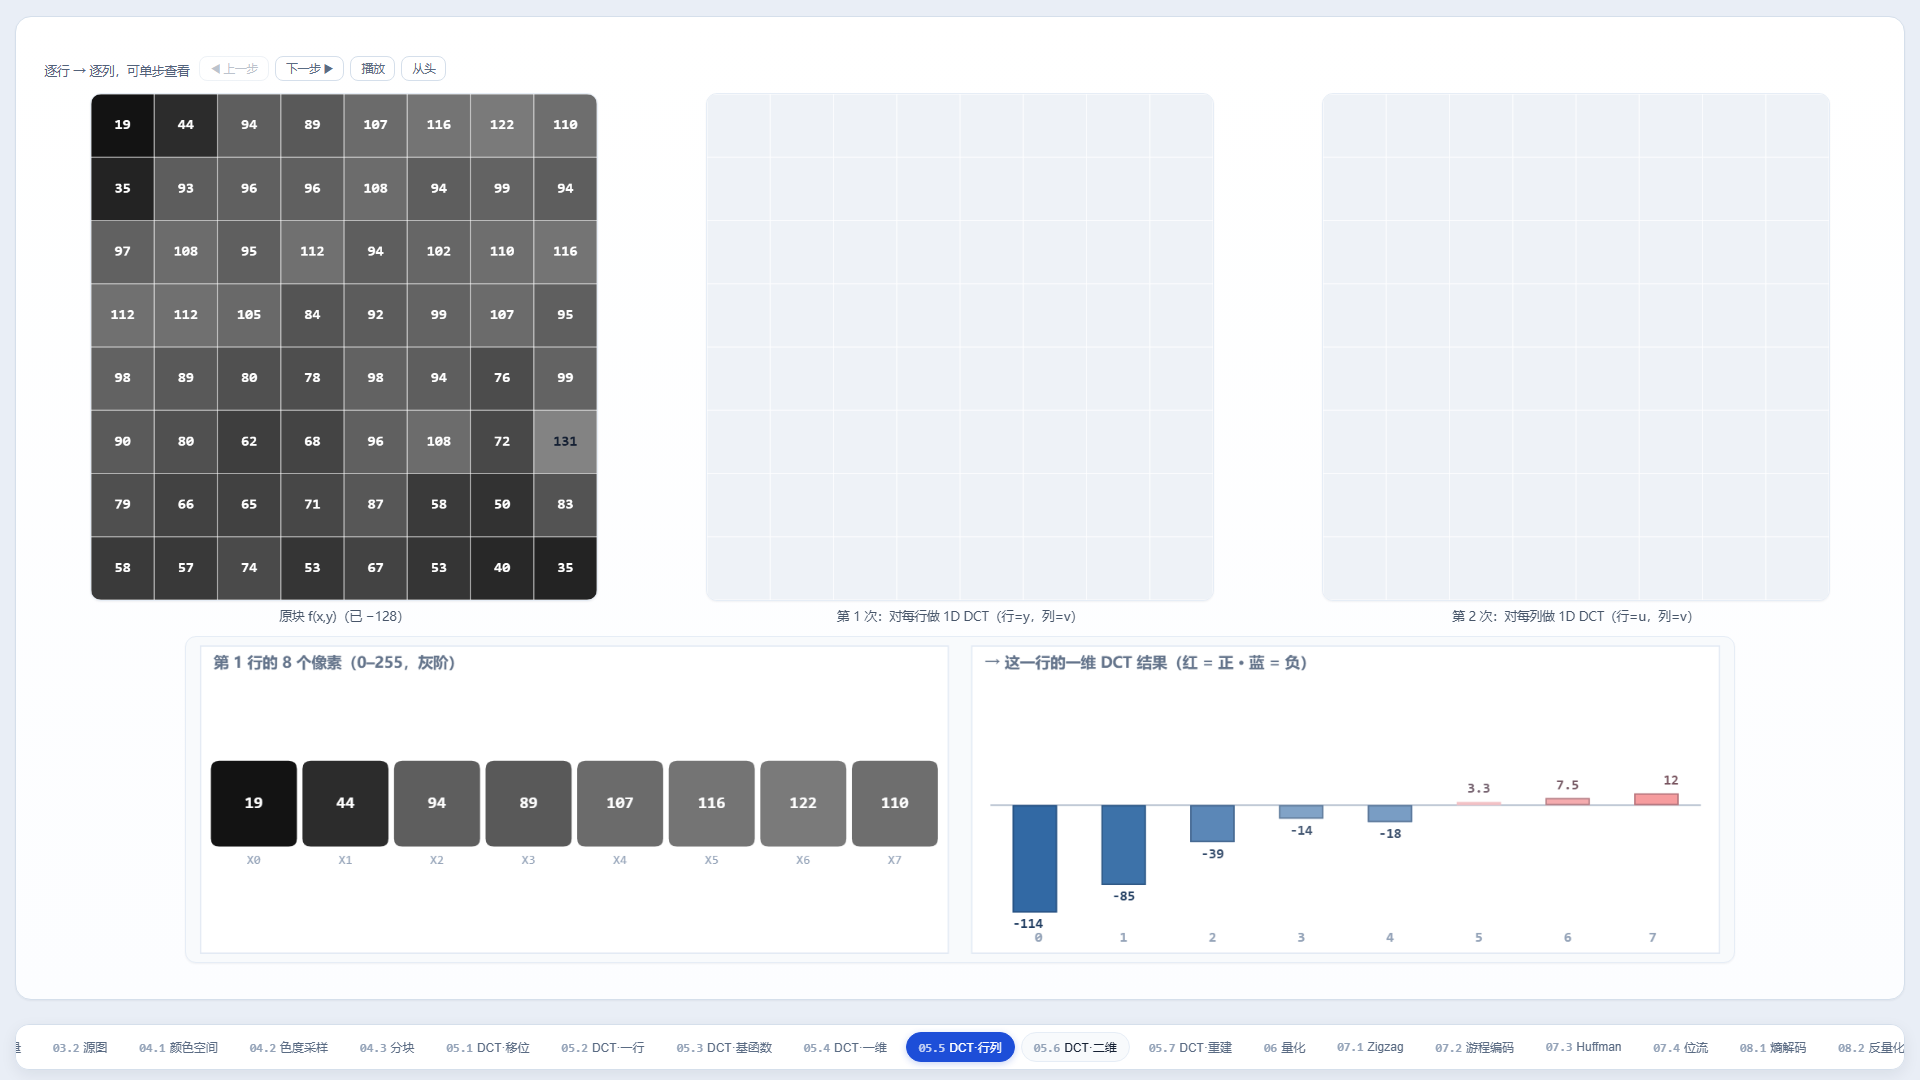 逐行 → 逐列，可单步查看 ◀ 上一步 下一步 ▶ 播放 从头
19 44 94 89 107 116 122 110
35 93 96 96 108 94 99 94
97 108 95 112 94 102 110 116
112 112 105 84 92 99 107 95
98 89 80 78 98 94 76 99
90 80 62 68 96 108 72 131
79 66 65 71 87 58 50 83
58 57 74 53 67 53 40 35
原块 f(x,y)（已 −128）
第 1 次：对每行做 1D DCT（行=y，列=v）
第 2 次：对每列做 1D DCT（行=u，列=v）
第 1 行的 8 个像素（0–255，灰阶）
19 44 94 89 107 116 122 110
X0 X1 X2 X3 X4 X5 X6 X7
→ 这一行的一维 DCT 结果（红 = 正 • 蓝 = 负）
-114 -85 -39 -14 -18 3.3 7.5 12
0 1 2 3 4 5 6 7
03.2 源图 04.1 颜色空间 04.2 色度采样 04.3 分块 05.1 DCT·移位 05.2 DCT·一行 05.3 DCT·基函数 05.4 DCT·一维 05.5 DCT·行列 05.6 DCT·二维 05.7 DCT·重建 06 量化 07.1 Zigzag 07.2 游程编码 07.3 Huffman 07.4 位流 08.1 熵解码 08.2 反量化